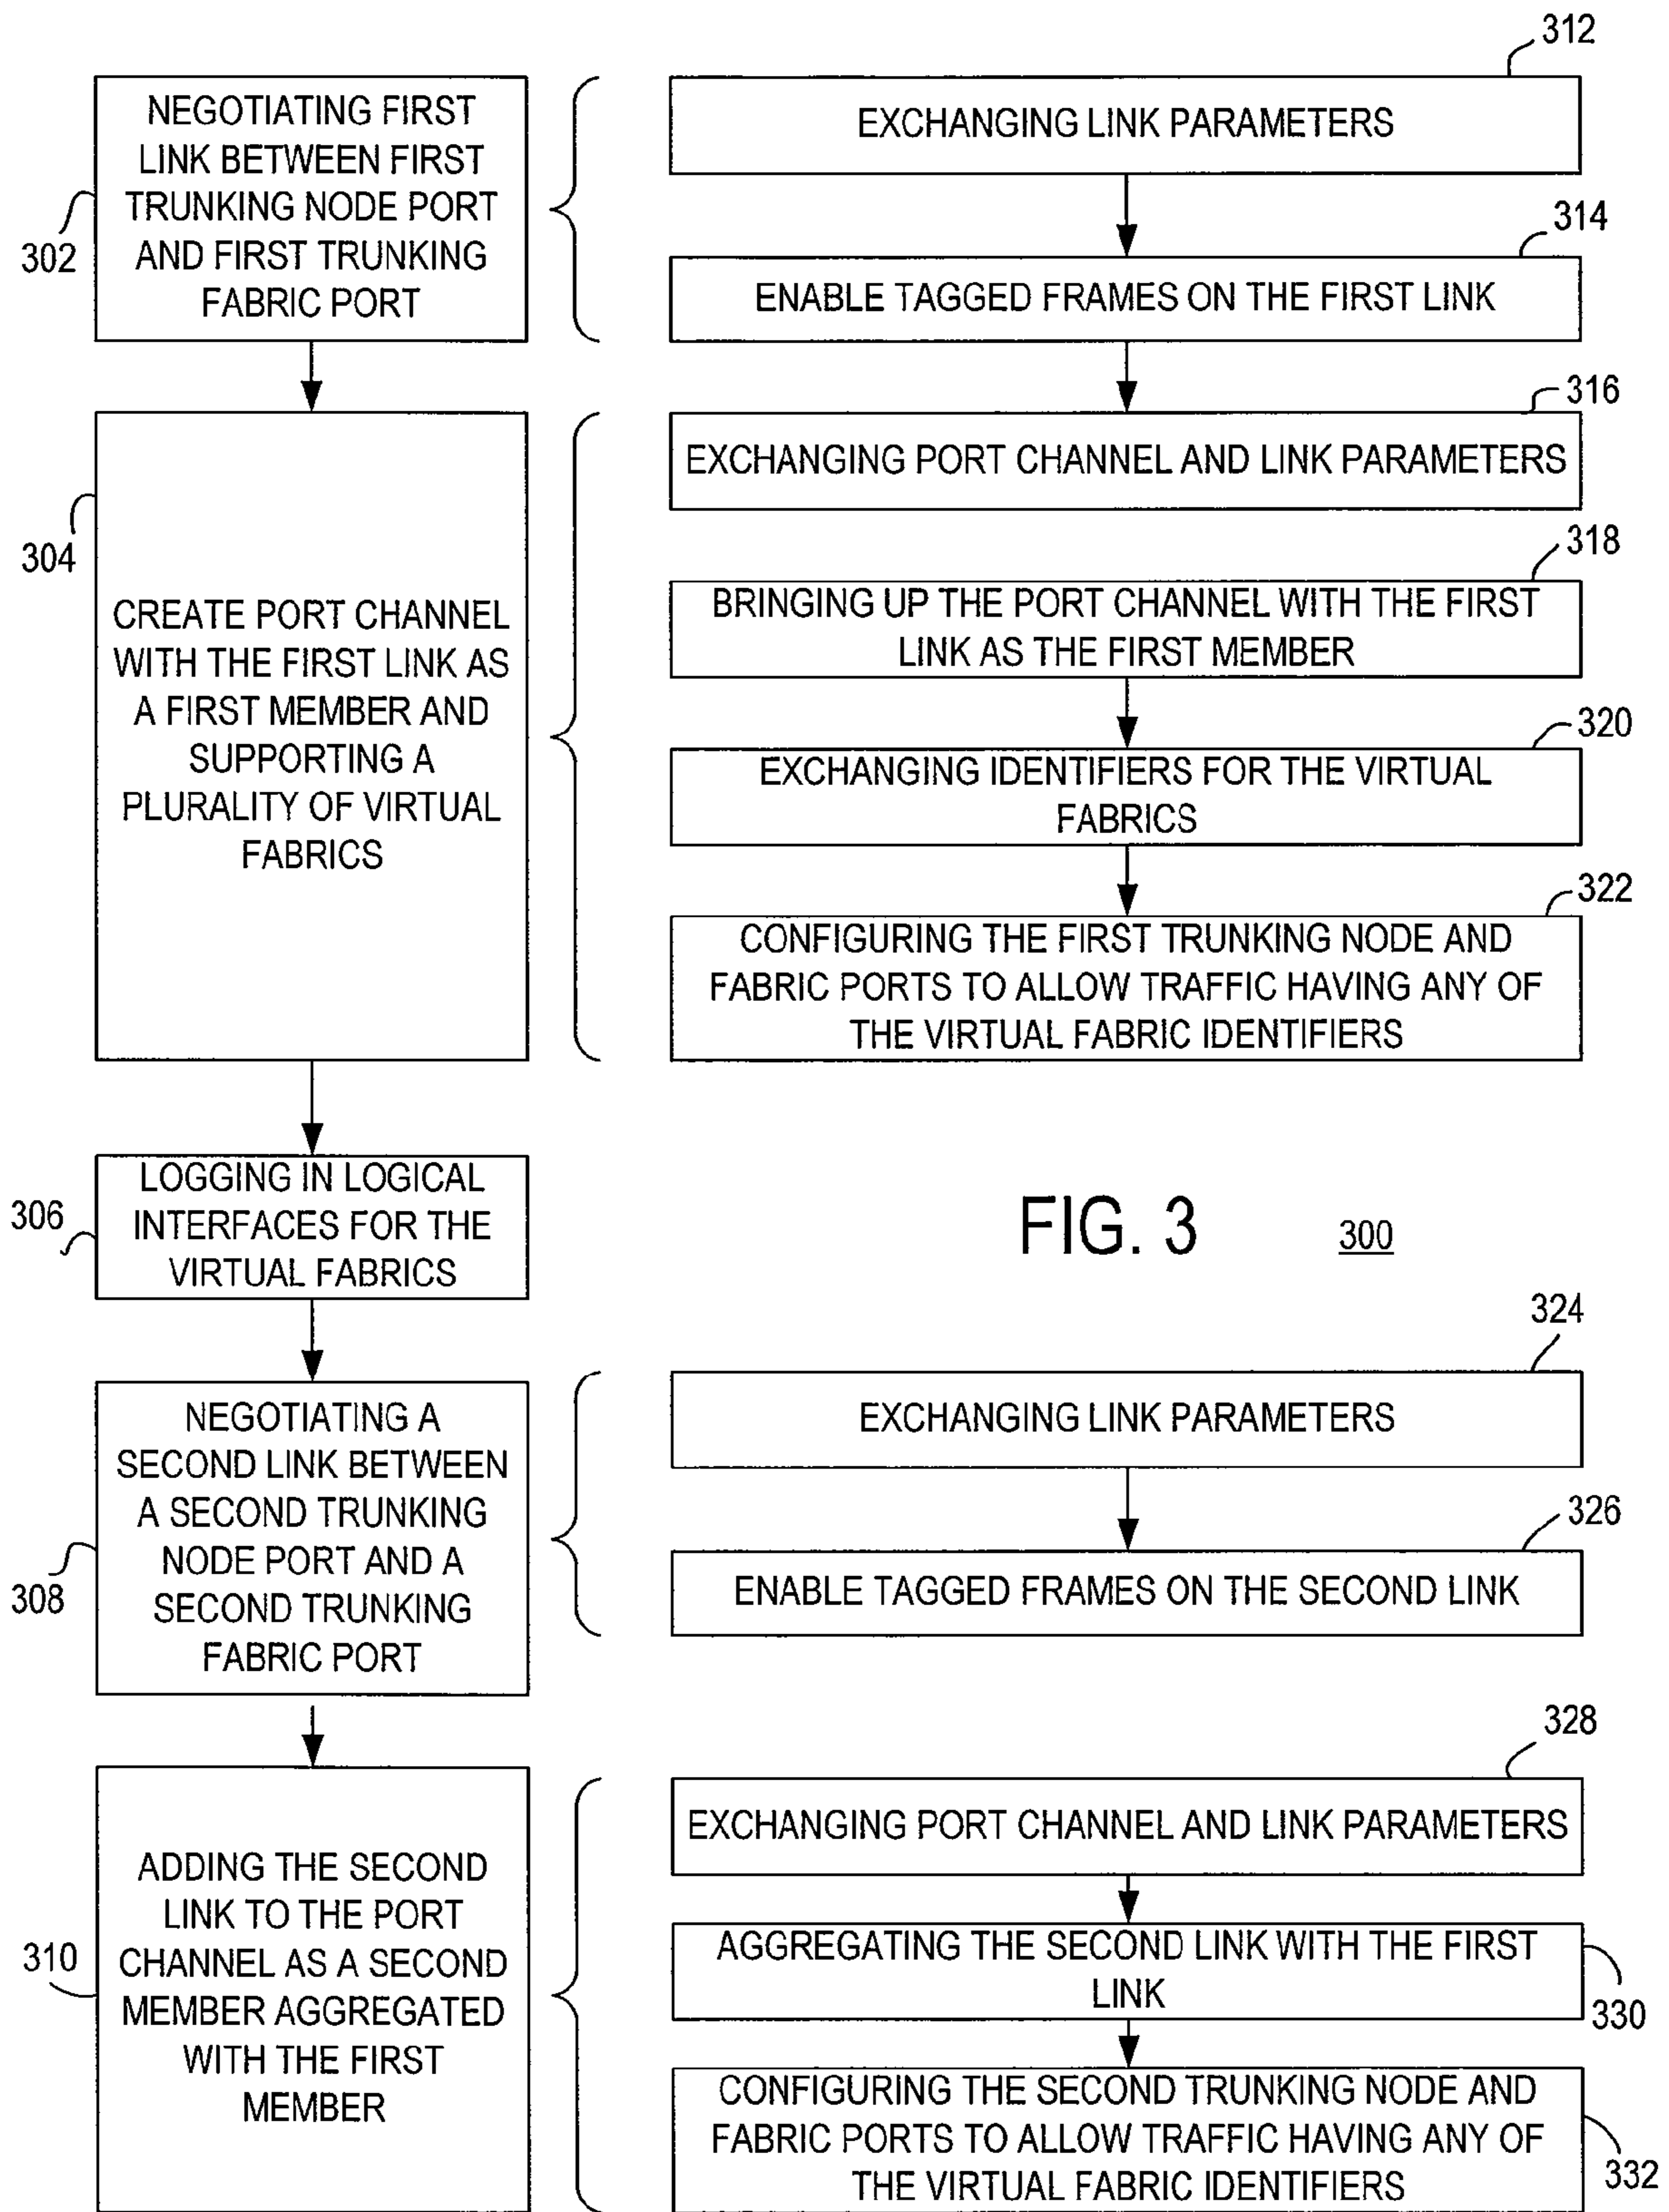 312
NEGOTIATING FIRST
LINK BETWEEN FIRST
TRUNKING NODE PORT
AND FIRST TRUNKING
FABRIC PORT
302
EXCHANGING LINK PARAMETERS
314
ENABLE TAGGED FRAMES ON THE FIRST LINK
316
EXCHANGING PORT CHANNEL AND LINK PARAMETERS
304
CREATE PORT CHANNEL
WITH THE FIRST LINK AS
A FIRST MEMBER AND
SUPPORTING A
PLURALITY OF VIRTUAL
FABRICS
318
BRINGING UP THE PORT CHANNEL WITH THE FIRST
LINK AS THE FIRST MEMBER
320
EXCHANGING IDENTIFIERS FOR THE VIRTUAL
FABRICS
322
CONFIGURING THE FIRST TRUNKING NODE AND
FABRIC PORTS TO ALLOW TRAFFIC HAVING ANY OF
THE VIRTUAL FABRIC IDENTIFIERS
306
LOGGING IN LOGICAL
INTERFACES FOR THE
VIRTUAL FABRICS
FIG. 3
300
324
308
NEGOTIATING A
SECOND LINK BETWEEN
A SECOND TRUNKING
NODE PORT AND A
SECOND TRUNKING
FABRIC PORT
EXCHANGING LINK PARAMETERS
326
ENABLE TAGGED FRAMES ON THE SECOND LINK
328
310
ADDING THE SECOND
LINK TO THE PORT
CHANNEL AS A SECOND
MEMBER AGGREGATED
WITH THE FIRST
MEMBER
EXCHANGING PORT CHANNEL AND LINK PARAMETERS
AGGREGATING THE SECOND LINK WITH THE FIRST
LINK
330
CONFIGURING THE SECOND TRUNKING NODE AND
FABRIC PORTS TO ALLOW TRAFFIC HAVING ANY OF
THE VIRTUAL FABRIC IDENTIFIERS
332